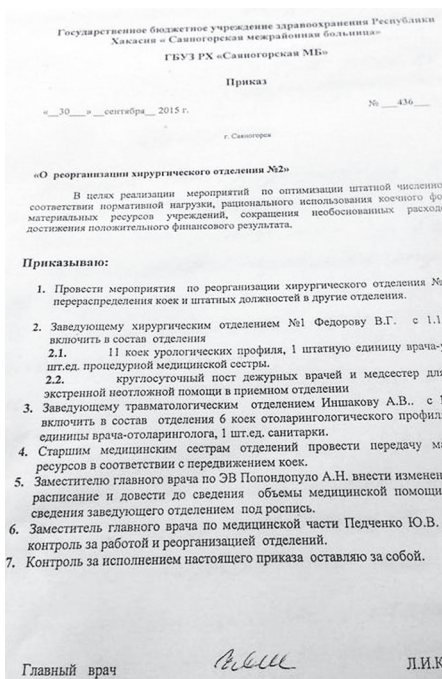 Государственное бюджетное учреждение здравоохранения Республики
Хакасия « Саяногорская межрайонная больница»
ГБУЗ РХ «Саяногорская МБ»
Приказ
«__30___» __сентября__ 2015 г.
№ ___436___
г. Саяногорск
«О реорганизации хирургического отделения №2»
В целях реализации мероприятий по оптимизации штатной численно
соответствии нормативной нагрузки, рационального использования коечного фо
материальных ресурсов учреждений, сокращения необоснованных расходо
достижения положительного финансового результата.
Приказываю:
1. Провести мероприятия по реорганизации хирургического отделения №
перераспределения коек и штатных должностей в другие отделения.
2. Заведующему хирургическим отделением №1 Федорову В.Г. с 1.1
включить в состав отделения
2.1. 11 коек урологических профиля, 1 штатную единицу врача-у
шт.ед. процедурной медицинской сестры.
2.2. круглосуточный пост дежурных врачей и медсестер для
экстренной неотложной помощи в приемном отделении
3. Заведующему травматологическим отделением Иншакову А.В.. с 1
включить в состав отделения 6 коек отоларингологического профиля
единицы врача-отоларинголога, 1 шт.ед. санитарки.
4. Старшим медицинским сестрам отделений провести передачу ма
ресурсов в соответствии с передвижением коек.
5. Заместителю главного врача по ЭВ Попондопуло А.Н. внести изменен
расписание и довести до сведения объемы медицинской помощи
сведения заведующего отделением под роспись.
6. Заместитель главного врача по медицинской части Педченко Ю.В.
контроль за работой и реорганизацией отделений.
7. Контроль за исполнением настоящего приказа оставляю за собой.
Главный врач
Л.И.К